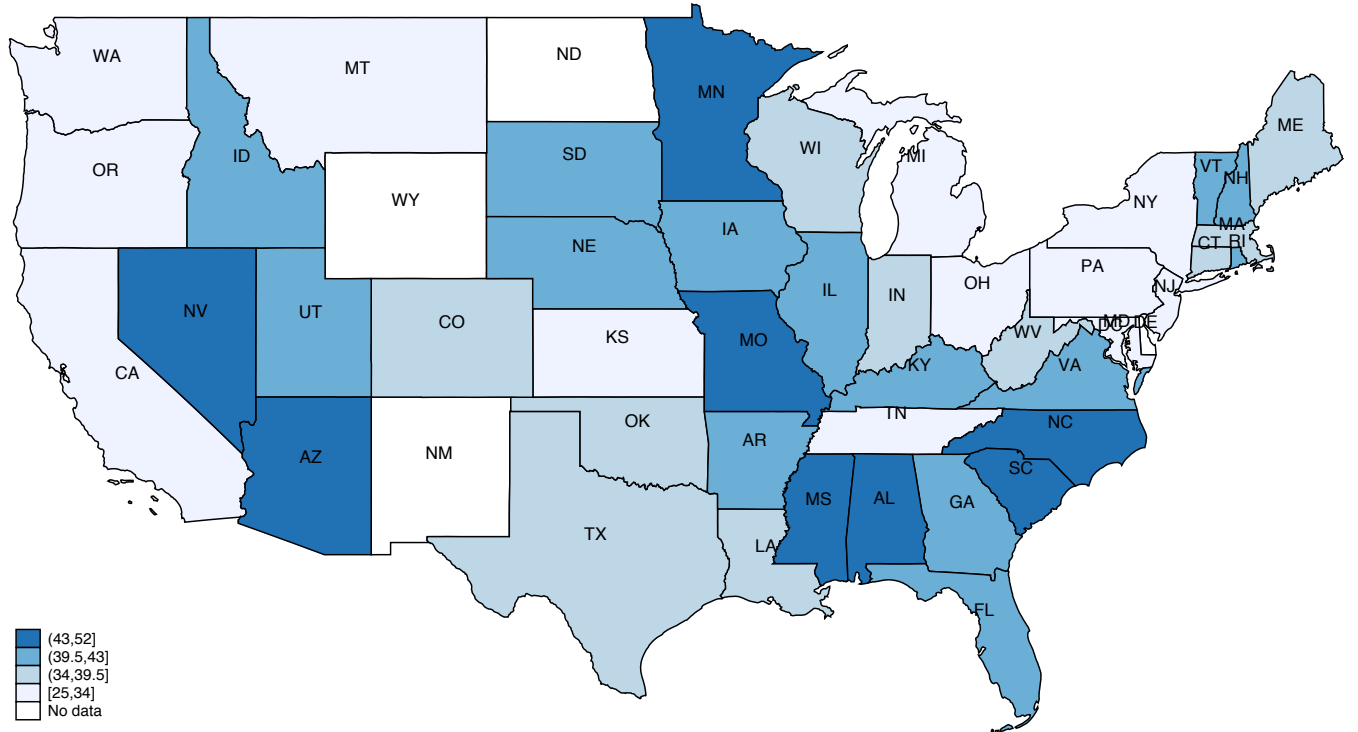 WA
MT
ND
MN
ME
WI
MI
ID
SD
OR
VT
NH
WY
NY
MA
IA
CT
RI
NE
PA
OH
NJ
IL
IN
NV
UT
CO
MD
DC
DE
WV
KS
MO
CA
KY
VA
TN
OK
NC
AR
NM
AZ
SC
MS
AL
GA
TX
LA
FL
(43,52]
(39.5,43]
(34,39.5]
[25,34]
No data